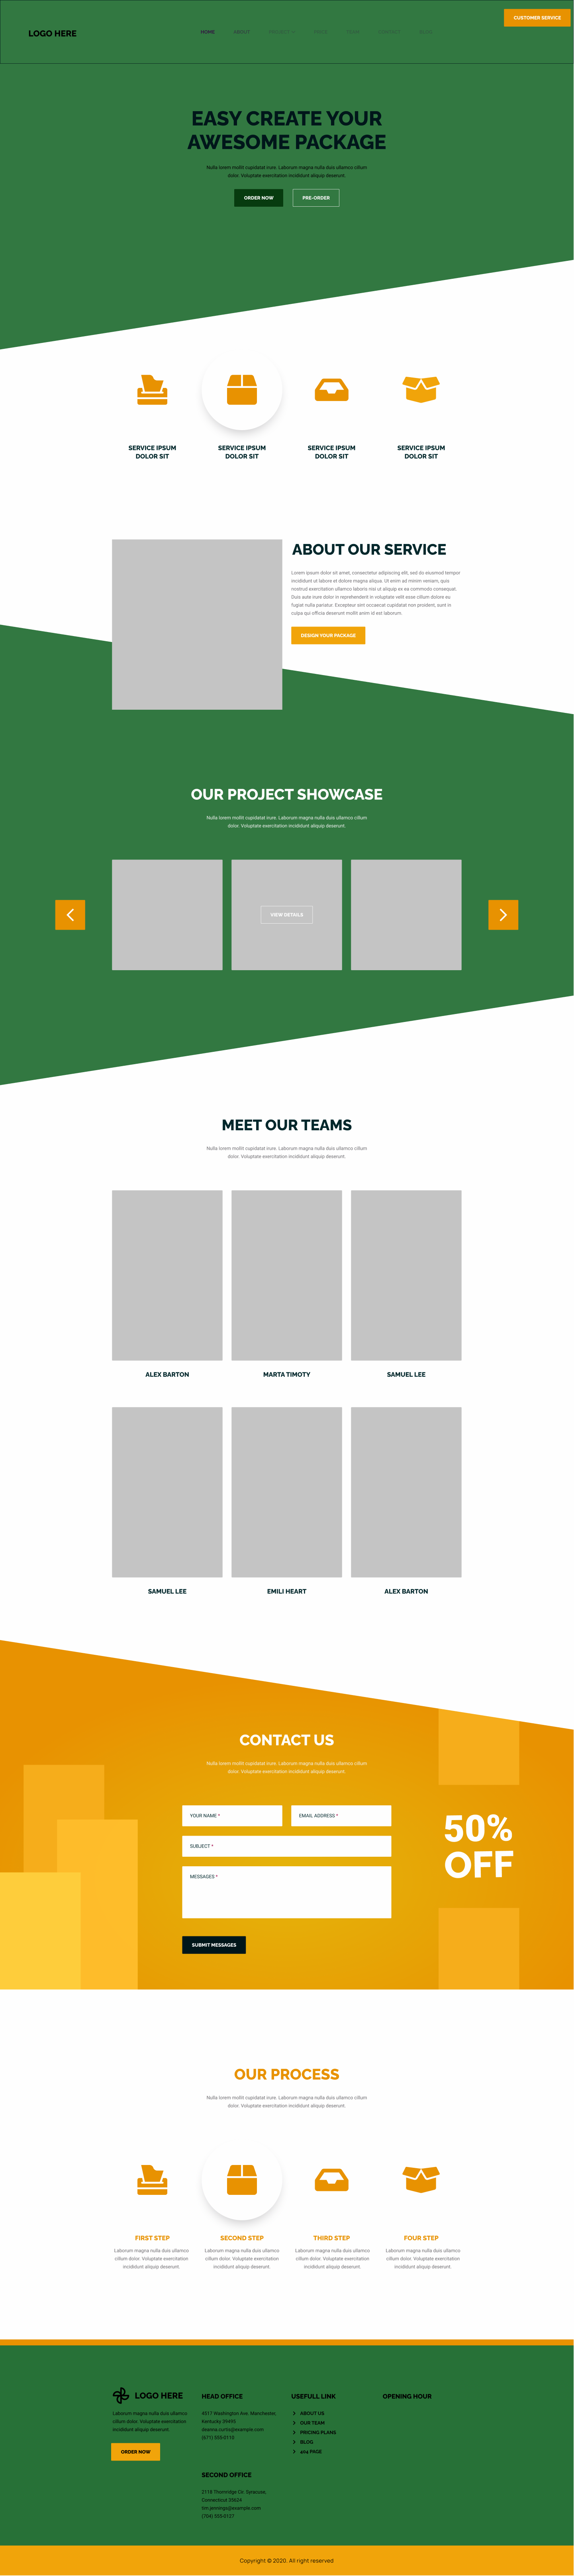 LOGO HERE
HOME ABOUT PROJECT
CUSTOMER SERVICE
EASY CREATE YOUR
AWESOME PACKAGE
Nulla lorem mollit cupidatat irure. Laborum magna nulla duis ullamco cillum
dolor. Voluptate exercitation incididunt aliquip deserunt.
ORDER NOW PRE-ORDER
SERVICE IPSUM
DOLOR SIT
SERVICE IPSUM
DOLOR SIT
SERVICE IPSUM
DOLOR SIT
SERVICE IPSUM
DOLOR SIT
ABOUT OUR SERVICE
Lorem ipsum dolor sit amet, consectetur adipiscing elit, sed do eiusmod tempor
incididunt ut labore et dolore magna aliqua. Ut enim ad minim veniam, quis
nostrud exercitation ullamco laboris nisi ut aliquip ex ea commodo consequat.
Duis aute irure dolor in reprehenderit in voluptate velit esse cillum dolore eu
fugiat nulla pariatur. Excepteur sint occaecat cupidatat non proident, sunt in
culpa qui officia deserunt mollit anim id est laborum.
DESIGN YOUR PACKAGE
OUR PROJECT SHOWCASE
Nulla lorem mollit cupidatat irure. Laborum magna nulla duis ullamco cillum
dolor. Voluptate exercitation incididunt aliquip deserunt.
VIEW DETAILS
MEET OUR TEAMS
Nulla lorem mollit cupidatat irure. Laborum magna nulla duis ullamco cillum
dolor. Voluptate exercitation incididunt aliquip deserunt.
ALEX BARTON
MARTA TIMOTY
SAMUEL LEE
SAMUEL LEE
EMILI HEART
ALEX BARTON
CONTACT US
Nulla lorem mollit cupidatat irure. Laborum magna nulla duis ullamco cillum
dolor. Voluptate exercitation incididunt aliquip deserunt.
YOUR NAME *
EMAIL ADDRESS *
SUBJECT *
MESSAGES *
SUBMIT MESSAGES
50%
OFF
OUR PROCESS
Nulla lorem mollit cupidatat irure. Laborum magna nulla duis ullamco cillum
dolor. Voluptate exercitation incididunt aliquip deserunt.
FIRST STEP
Laborum magna nulla duis ullamco
cillum dolor. Voluptate exercitation
incididunt aliquip deserunt.
SECOND STEP
Laborum magna nulla duis ullamco
cillum dolor. Voluptate exercitation
incididunt aliquip deserunt.
THIRD STEP
Laborum magna nulla duis ullamco
cillum dolor. Voluptate exercitation
incididunt aliquip deserunt.
FOUR STEP
Laborum magna nulla duis ullamco
cillum dolor. Voluptate exercitation
incididunt aliquip deserunt.
LOGO HERE
Laborum magna nulla duis ullamco
cillum dolor. Voluptate exercitation
incididunt aliquip deserunt.
ORDER NOW
HEAD OFFICE
4517 Washington Ave. Manchester,
Kentucky 39495
deanna.curtis@example.com
(671) 555-0110
SECOND OFFICE
2118 Thornridge Cir. Syracuse,
Connecticut 35624
tim.jennings@example.com
(704) 555-0127
USEFULL LINK
ABOUT US
OUR TEAM
PRICING PLANS
BLOG
404 PAGE
OPENING HOUR
Copyright © 2020. All right reserved